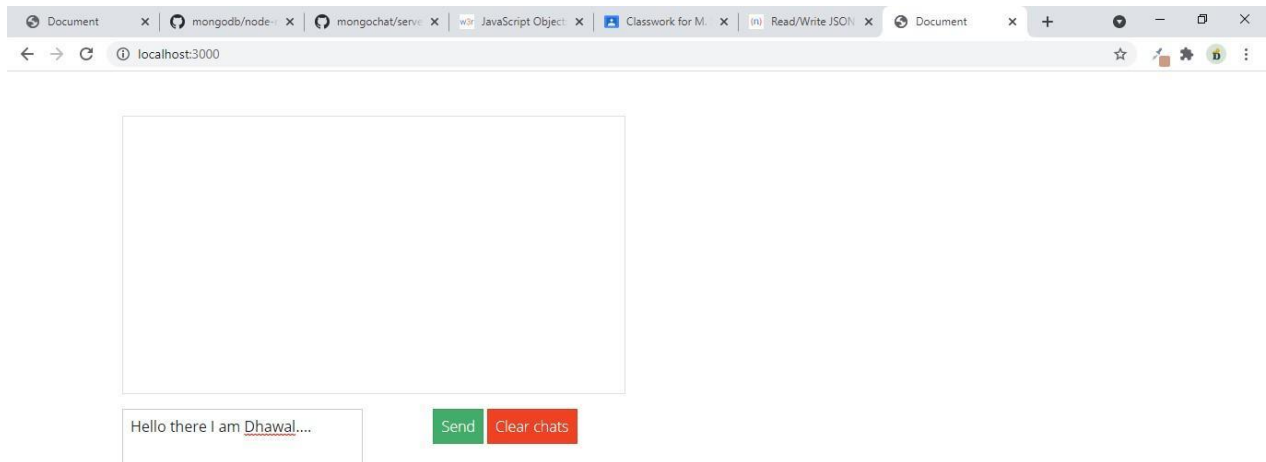 Document mongodb/node- mongochat/serve w3r JavaScript Object Classwork for M. (n) Read/Write JSON Document
localhost:3000
Hello there I am Dhawal.... Send Clear chats